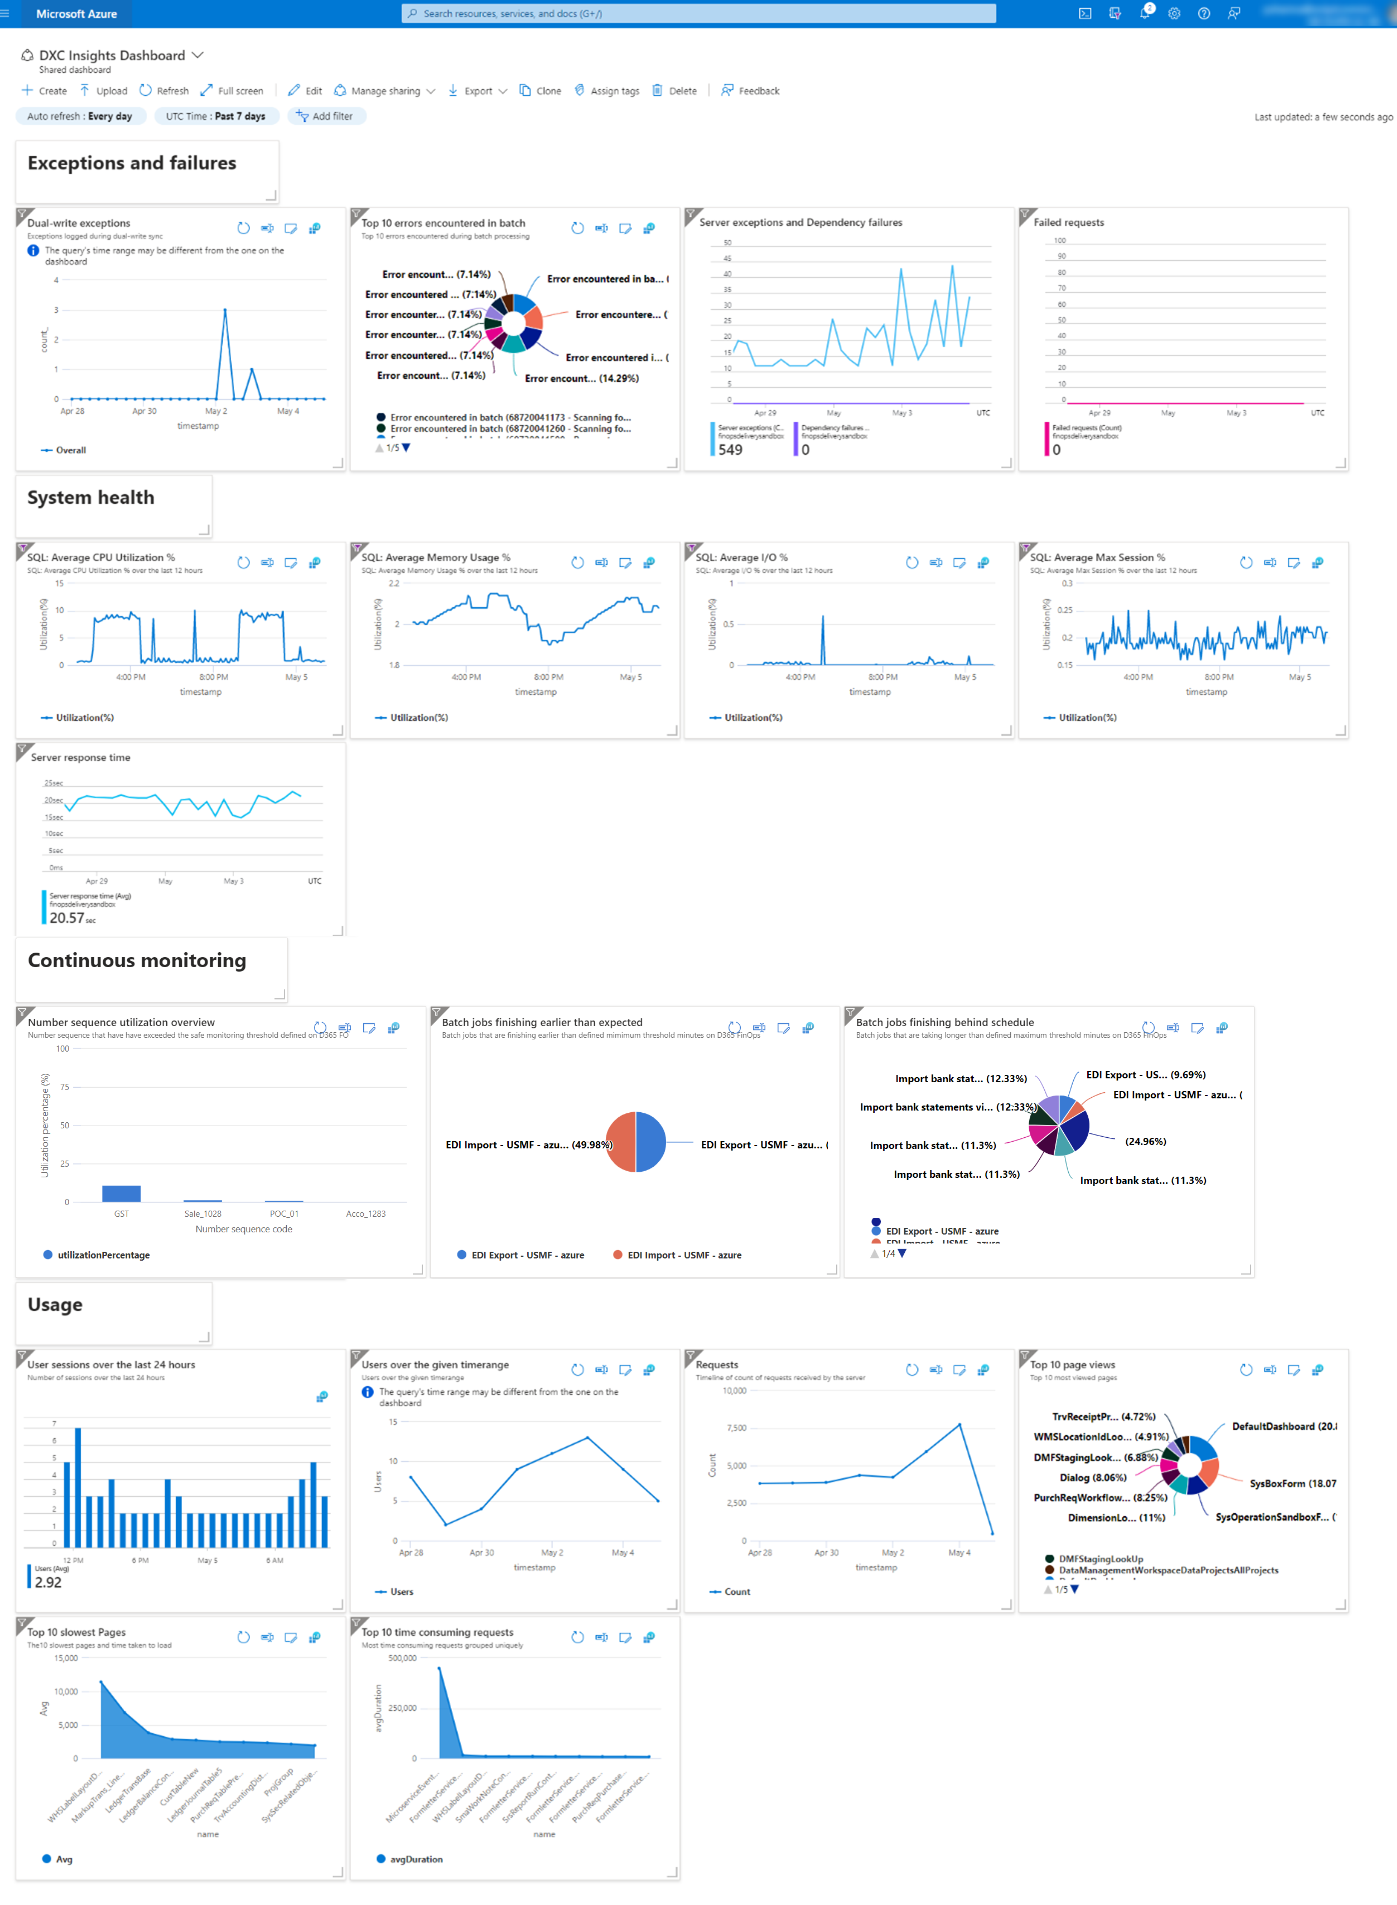 Microsoft Azure
Search resources, services, and docs (G+/)
2
DXC Insights Dashboard
Shared dashboard
Create Upload Refresh Full screen Edit Manage sharing Export Clone Assign tags Delete Feedback
Auto refresh : Every day UTC Time : Past 7 days Add filter
Last updated: a few seconds ago
Exceptions and failures
Dual-write exceptions
Exceptions logged during dual-write sync
The query's time range may be different from the one on the
dashboard
4
3
2
1
0
count_
Apr 28 Apr 30 May 2 May 4
timestamp
Overall
Top 10 errors encountered in batch
Top 10 errors encountered during batch processing
Error encount... (7.14%)
Error encountered in ba... (
Error encountered ... (7.14%)
Error encounter... (7.14%)
Error encountere... (
Error encounter... (7.14%)
Error encountered... (7.14%)
Error encountered i... (
Error encount... (7.14%)
Error encount... (14.29%)
Error encountered in batch (68720041173 - Scanning fo...
Error encountered in batch (68720041260 - Scanning fo...
1/5
Server exceptions and Dependency failures
50
45
40
35
30
25
20
15
10
5
0
Apr 29 May May 3 UTC
Server exceptions (C...
finopsdeliverysandbox
549
Dependency failures...
finopsdeliverysandbox
0
Failed requests
100
90
80
70
60
50
40
30
20
10
0
Apr 29 May May 3 UTC
Failed requests (Count)
finopsdeliverysandbox
0
System health
SQL: Average CPU Utilization %
SQL: Average CPU Utilization % over the last 12 hours
15
10
5
0
Utilization(%)
4:00 PM 8:00 PM May 5
timestamp
Utilization(%)
SQL: Average Memory Usage %
SQL: Average Memory Usage % over the last 12 hours
2.2
2
1.8
Utilization(%)
4:00 PM 8:00 PM May 5
timestamp
Utilization(%)
SQL: Average I/O %
SQL: Average I/O % over the last 12 hours
1
0.5
0
Utilization(%)
4:00 PM 8:00 PM May 5
timestamp
Utilization(%)
SQL: Average Max Session %
SQL: Average Max Session % over the last 12 hours
0.3
0.25
0.2
0.15
Utilization(%)
4:00 PM 8:00 PM May 5
timestamp
Utilization(%)
Server response time
25sec
20sec
15sec
10sec
5sec
0ms
Apr 29 May May 3 UTC
Server response time (Avg)
finopsdeliverysandbox
20.57 sec
Continuous monitoring
Number sequence utilization overview
Number sequence that have have exceeded the safe monitoring threshold defined on D365 FO
100
75
50
25
0
Utilization percentage (%)
GST Sale_1028 POC_01 Acco_1283
Number sequence code
utilizationPercentage
Batch jobs finishing earlier than expected
Batch jobs that are finishing earlier than defined mimimum threshold minutes on D365 FinOps
EDI Import - USMF - azu... (49.98%)
EDI Export - USMF - azu... (
EDI Export - USMF - azure
EDI Import - USMF - azure
Batch jobs finishing behind schedule
Batch jobs that are taking longer than defined maximum threshold minutes on D365 FinOps
Import bank stat... (12.33%)
EDI Export - US... (9.69%)
EDI Import - USMF - azu... (
Import bank statements vi... (12.33%)
(24.96%)
Import bank stat... (11.3%)
Import bank stat... (11.3%)
Import bank stat... (11.3%)
EDI Export - USMF - azure
EDI Import - USMF - azure
1/4
Usage
User sessions over the last 24 hours
Number of sessions over the last 24 hours
7
6
5
4
3
2
1
0
12 PM 6 PM May 5 6 AM
Users (Avg)
2.92
Users over the given timerange
Users over the given timerange
The query's time range may be different from the one on the
dashboard
15
10
5
0
Users
Apr 28 Apr 30 May 2 May 4
timestamp
Users
Requests
Timeline of count of requests received by the server
10,000
7,500
5,000
2,500
0
Count
Apr 28 Apr 30 May 2 May 4
timestamp
Count
Top 10 page views
Top 10 most viewed pages
TrvReceiptPr... (4.72%)
DefaultDashboard (20.8
WMSLocationIdLoo... (4.91%)
DMFStagingLook... (6.88%)
Dialog (8.06%)
SysBoxForm (18.07
PurchReqWorkflow... (8.25%)
DimensionLo... (11%)
SysOperationSandboxF... (
DMFStagingLookUp
DataManagementWorkspaceDataProjectsAllProjects
1/5
Top 10 slowest Pages
The10 slowest pages and time taken to load
15,000
10,000
5,000
0
Avg
WHSLabelLayoutD...
MarkupTrans_Line...
LedgerTransBase
LedgerBalanceCon...
CustTableNew
LedgerJournalTable5
PurchReqTablePre...
TrvAccountingDist...
ProjGroup
SysSecRelatedObje...
name
Avg
Top 10 time consuming requests
Most time consuming requests grouped uniquely
500,000
250,000
0
avgDuration
MicroserviceEvent...
FormletterService...
WHSLabelLayoutD...
SmaWorkNoteCon...
FormletterService...
SrsReportRunCont...
FormletterService...
FormletterService...
PurchReqPurchase...
FormletterService...
name
avgDuration